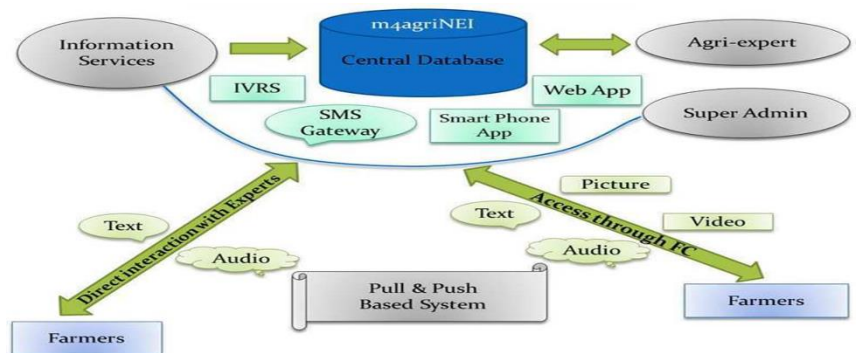 m4agriNEI
Information
Services
Central Database
Agri-expert
IVRS
Web App
SMS
Gateway
Smart Phone
App
Super Admin
Direct interaction with Experts
Text
Audio
Picture
Text
Access through FC
Video
Audio
Pull & Push
Based System
Farmers
Farmers